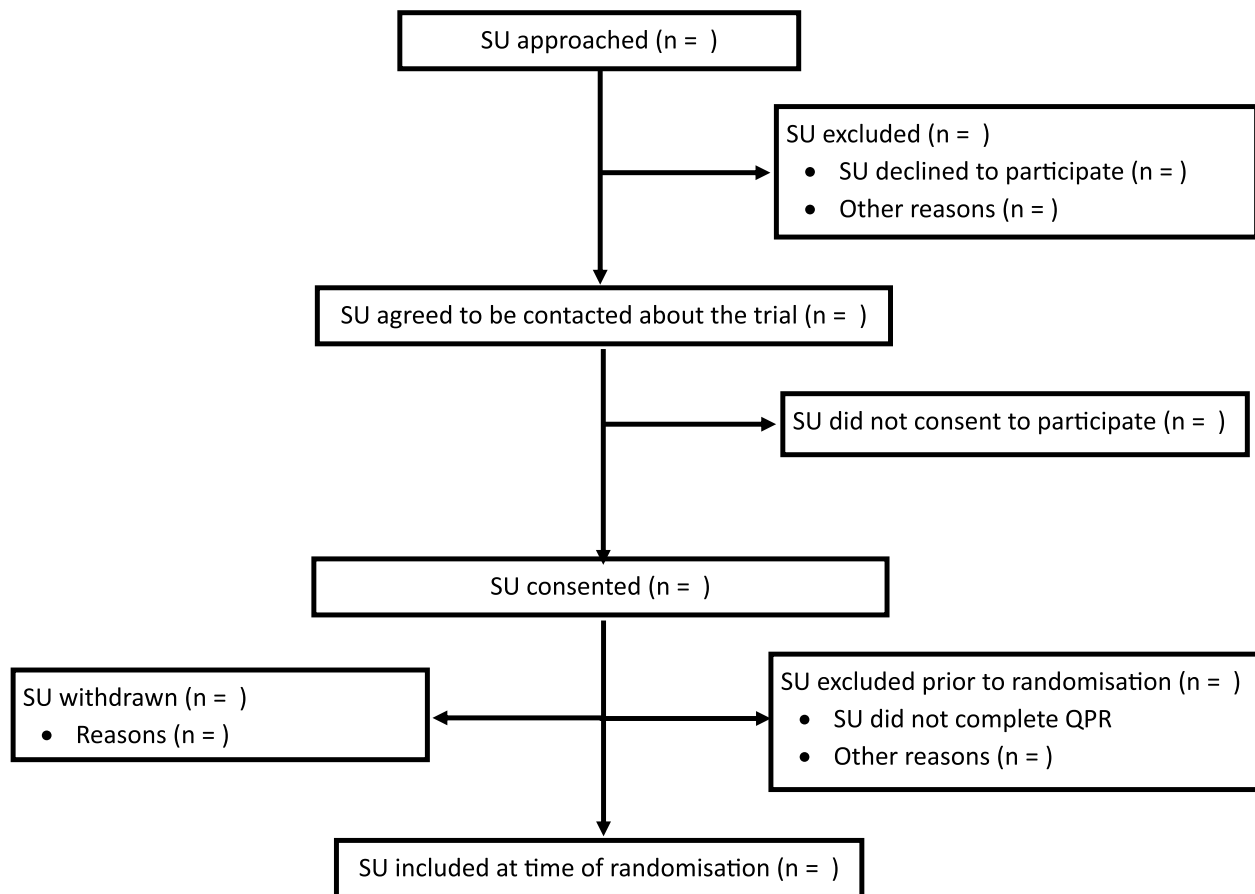 SU approached (n =  )
SU excluded (n =  )
• SU declined to participate (n = )
• Other reasons (n = )
SU agreed to be contacted about the trial (n =  )
SU did not consent to participate (n =  )
SU consented (n =  )
SU withdrawn (n =  )
• Reasons (n = )
SU excluded prior to randomisation (n =  )
• SU did not complete QPR
• Other reasons (n = )
SU included at time of randomisation (n =  )